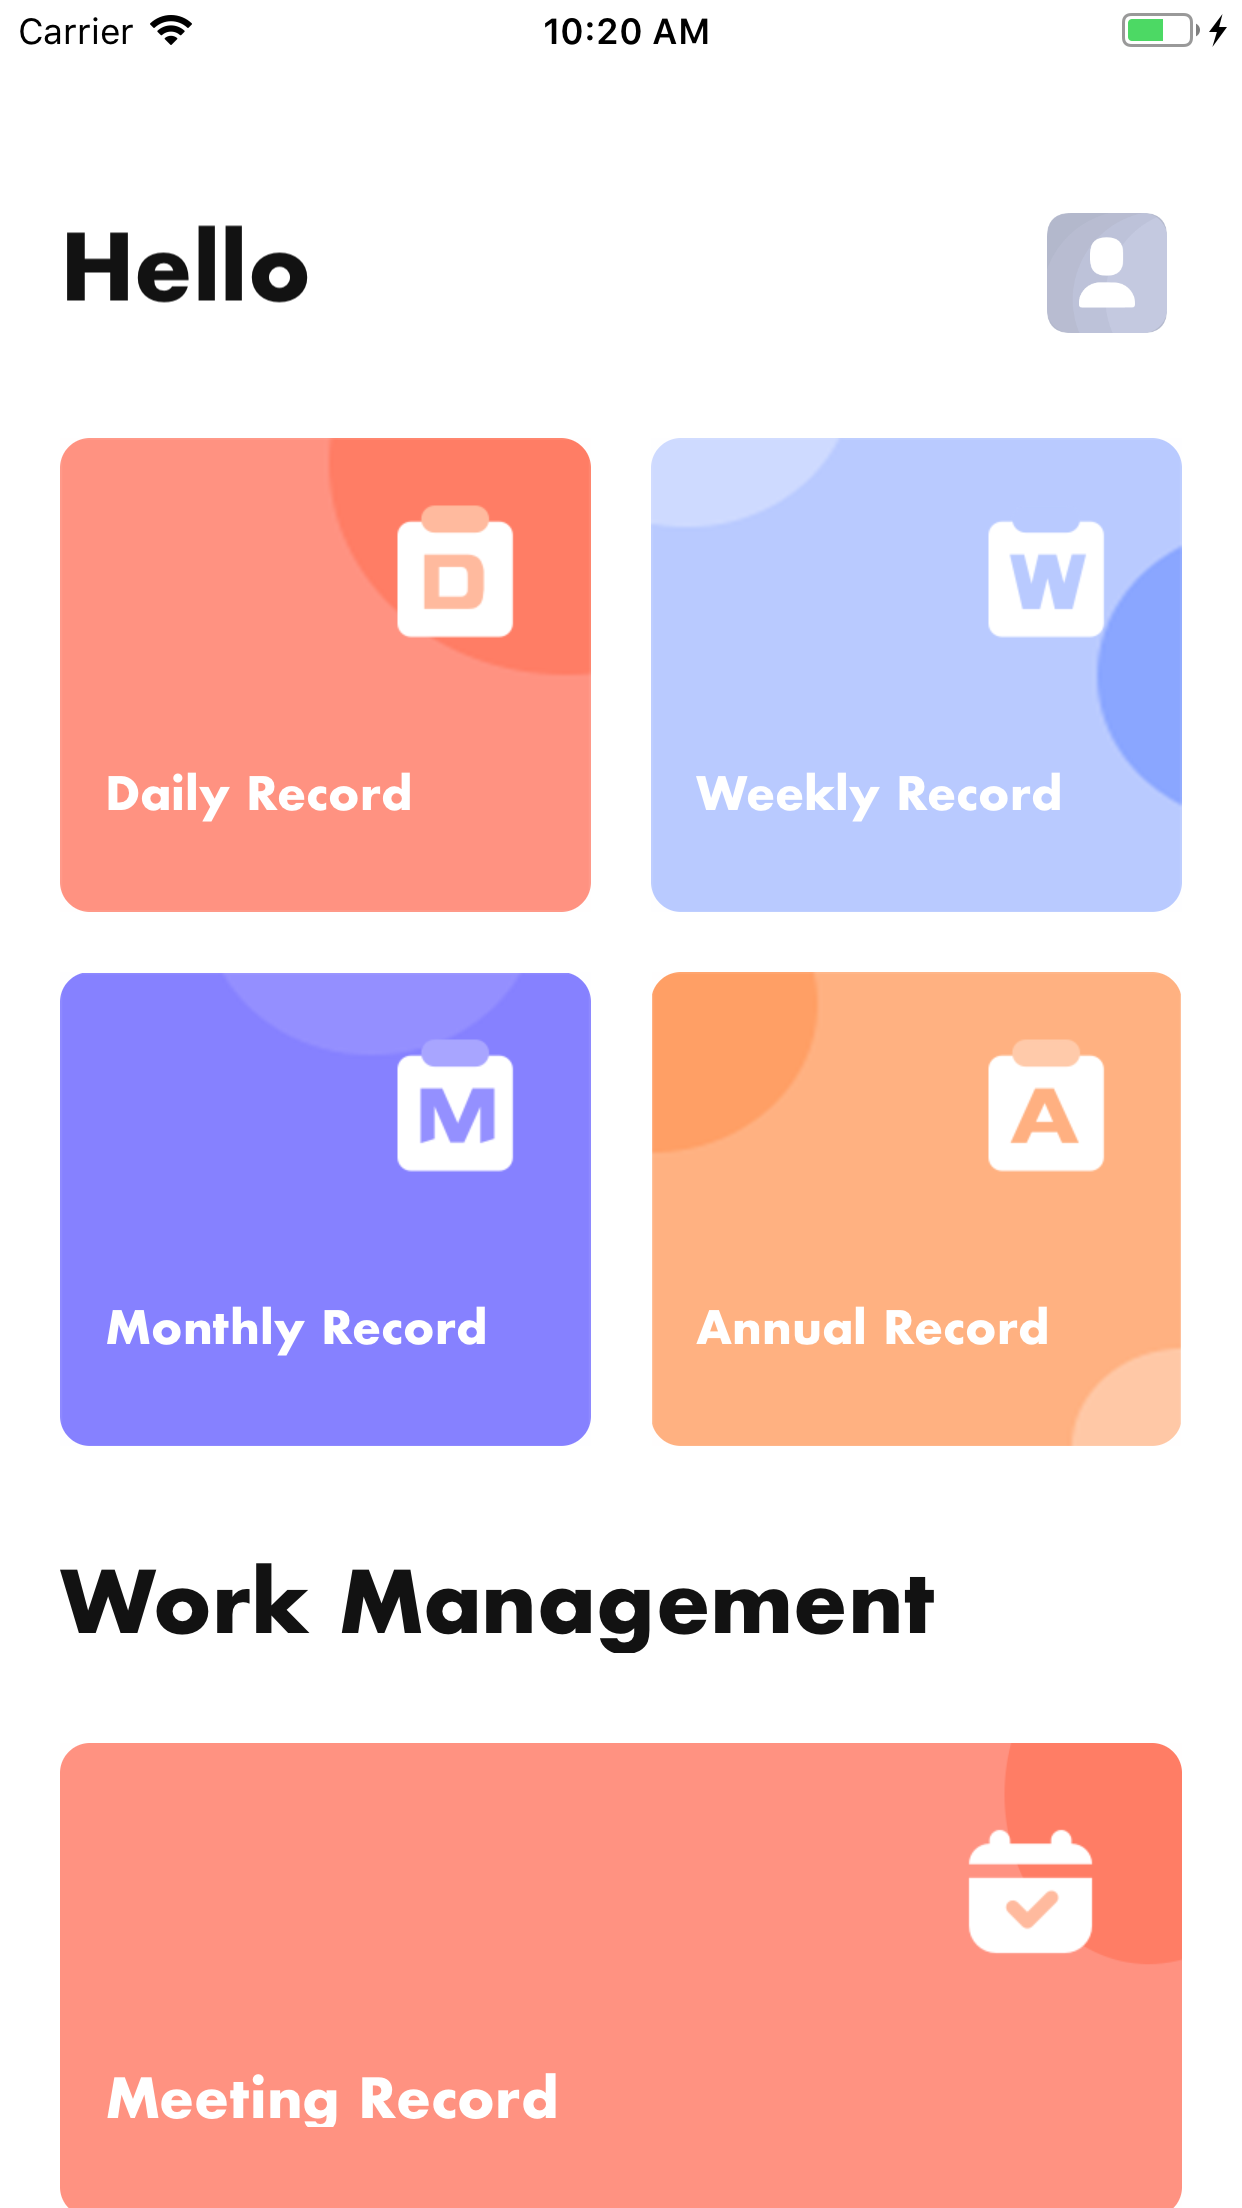 Carrier 10:20 AM
Hello
D
Daily Record
W
Weekly Record
M
Monthly Record
A
Annual Record
Work Management
Meeting Record